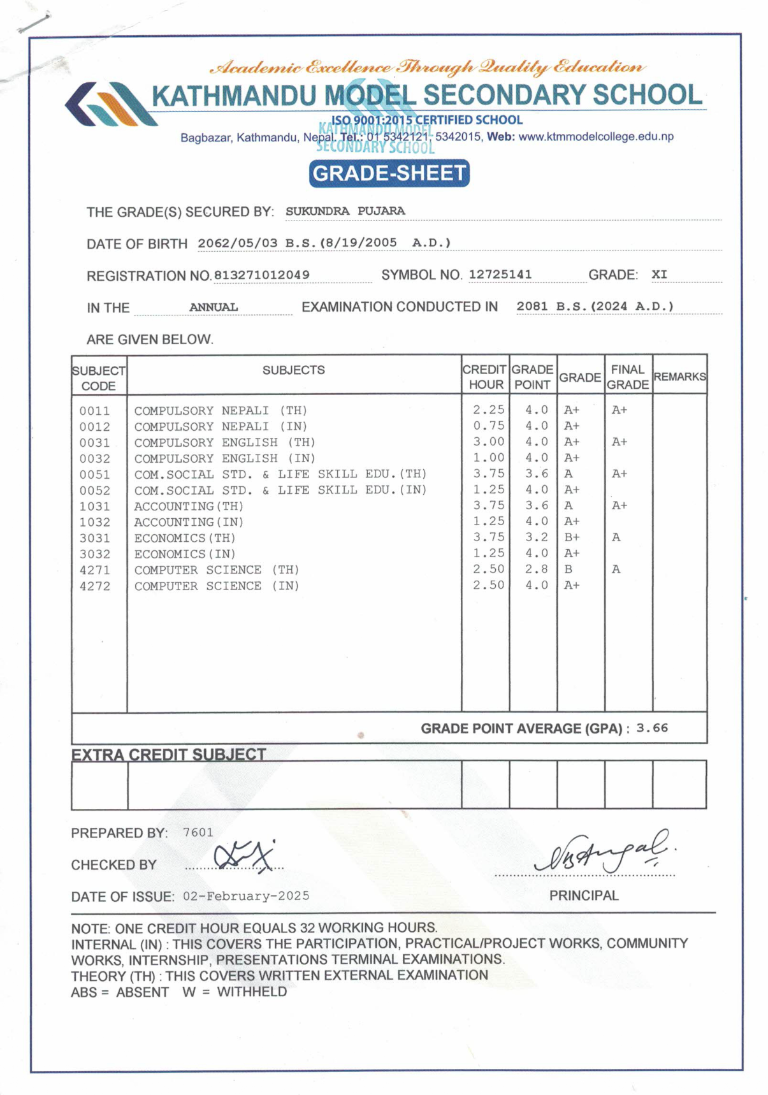 Academic Excellence Through Quality Education
KATHMANDU MODEL SECONDARY SCHOOL
ISO 9001:2015 CERTIFIED SCHOOL
Bagbazar, Kathmandu, Nepal. Tel.: 01 5342121, 5342015, Web: www.ktmmodelcollege.edu.np
KATHMANDU MODEL
SECONDARY SCHOOL
GRADE-SHEET
THE GRADE(S) SECURED BY: SUKUNDRA PUJARA
DATE OF BIRTH 2062/05/03 B.S.(8/19/2005 A.D.)
REGISTRATION NO. 813271012049 SYMBOL NO. 12725141 GRADE: XI
IN THE ANNUAL EXAMINATION CONDUCTED IN 2081 B.S.(2024 A.D.)
ARE GIVEN BELOW.
SUBJECT CODE SUBJECTS CREDIT HOUR GRADE POINT GRADE FINAL GRADE REMARKS
0011 COMPULSORY NEPALI (TH) 2.25 4.0 A+ A+
0012 COMPULSORY NEPALI (IN) 0.75 4.0 A+
0031 COMPULSORY ENGLISH (TH) 3.00 4.0 A+ A+
0032 COMPULSORY ENGLISH (IN) 1.00 4.0 A+
0051 COM.SOCIAL STD. & LIFE SKILL EDU.(TH) 3.75 3.6 A A+
0052 COM.SOCIAL STD. & LIFE SKILL EDU.(IN) 1.25 4.0 A+
1031 ACCOUNTING(TH) 3.75 3.6 A A+
1032 ACCOUNTING(IN) 1.25 4.0 A+
3031 ECONOMICS(TH) 3.75 3.2 B+ A
3032 ECONOMICS(IN) 1.25 4.0 A+
4271 COMPUTER SCIENCE (TH) 2.50 2.8 B A
4272 COMPUTER SCIENCE (IN) 2.50 4.0 A+
GRADE POINT AVERAGE (GPA) : 3.66
EXTRA CREDIT SUBJECT
PREPARED BY: 7601
CHECKED BY
DATE OF ISSUE: 02-February-2025 PRINCIPAL
NOTE: ONE CREDIT HOUR EQUALS 32 WORKING HOURS.
INTERNAL (IN) : THIS COVERS THE PARTICIPATION, PRACTICAL/PROJECT WORKS, COMMUNITY
WORKS, INTERNSHIP, PRESENTATIONS TERMINAL EXAMINATIONS.
THEORY (TH) : THIS COVERS WRITTEN EXTERNAL EXAMINATION
ABS = ABSENT W = WITHHELD